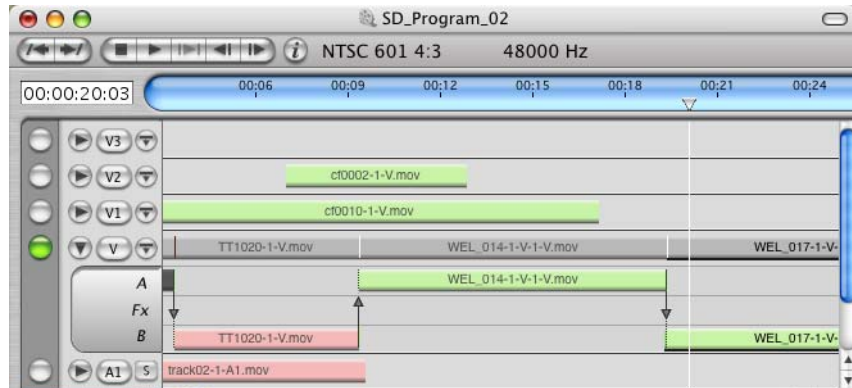 SD_Program_02
NTSC 601 4:3 48000 Hz
00:00:20:03 00:06 00:09 00:12 00:15 00:18 00:21 00:24
V3
V2 cf0002-1-V.mov
V1 cf0010-1-V.mov
V TT1020-1-V.mov WEL_014-1-V-1-V.mov WEL_017-1-V-
A WEL_014-1-V-1-V.mov
Fx
B TT1020-1-V.mov WEL_017-1-V-
A1 S track02-1-A1.mov